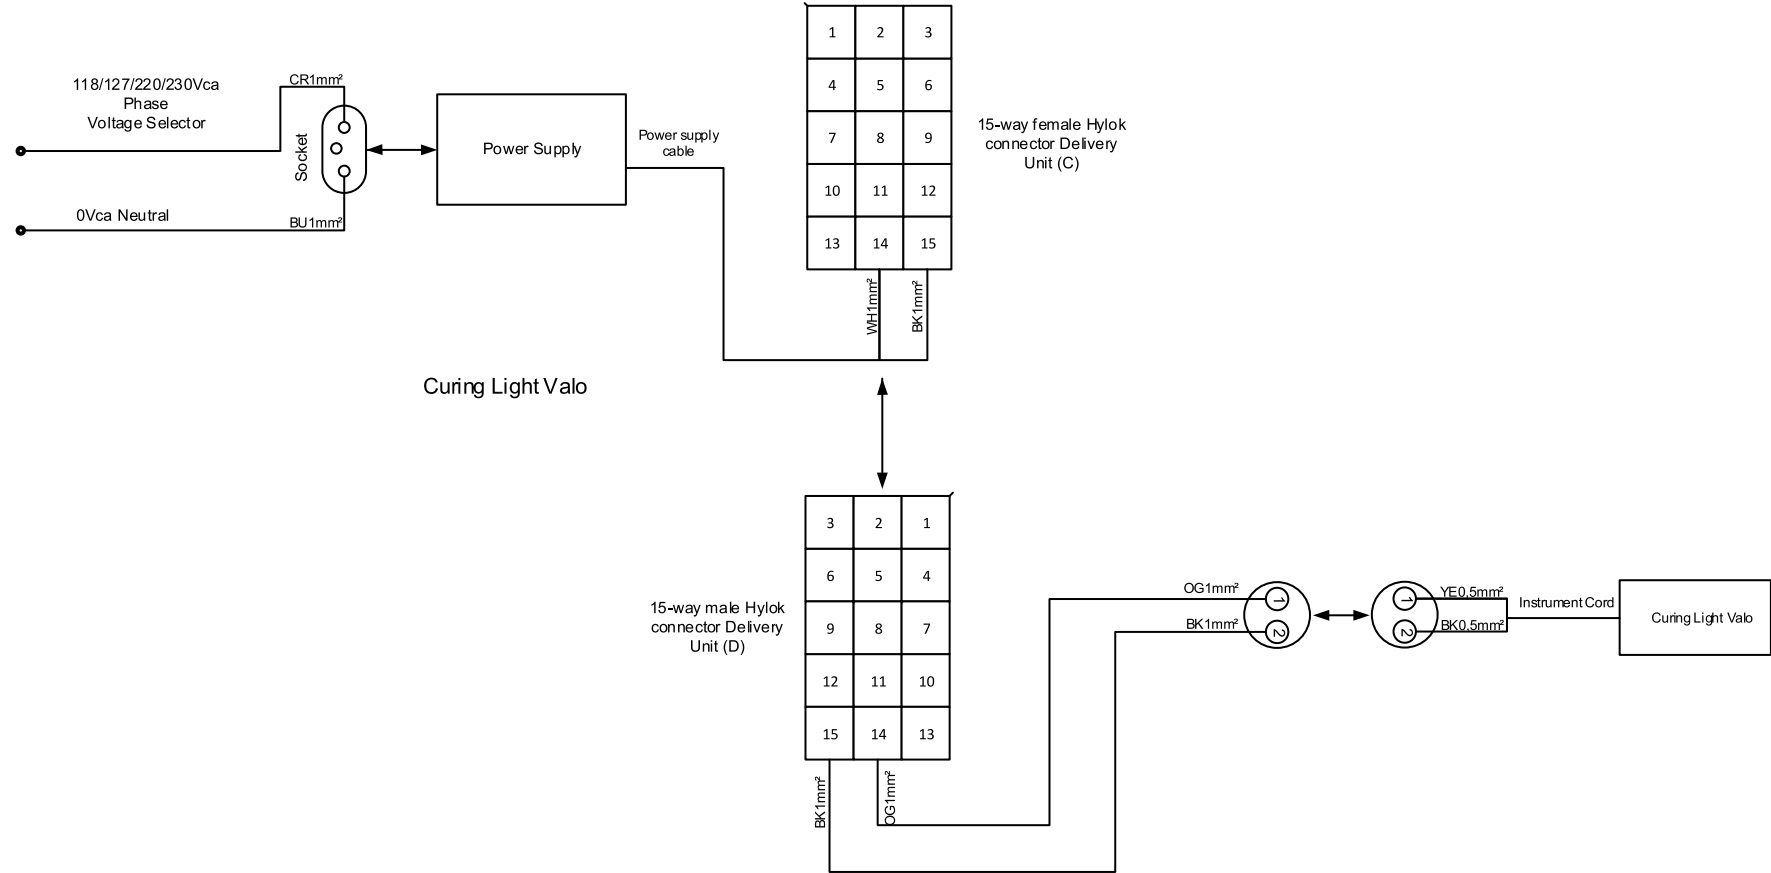 118/127/220/230Vca
Phase
Voltage Selector
CR1mm²
Socket
0Vca Neutral
BU1mm²
Power Supply
Power supply
cable
1 2 3
4 5 6
7 8 9
10 11 12
13 14 15
15-way female Hylok
connector Delivery
Unit (C)
WH1mm²
BK1mm²
Curing Light Valo
3 2 1
6 5 4
9 8 7
12 11 10
15 14 13
15-way male Hylok
connector Delivery
Unit (D)
BK1mm²
OG1mm²
OG1mm²
BK1mm²
1
2
1
2
YE0,5mm²
BK0,5mm²
Instrument Cord
Curing Light Valo